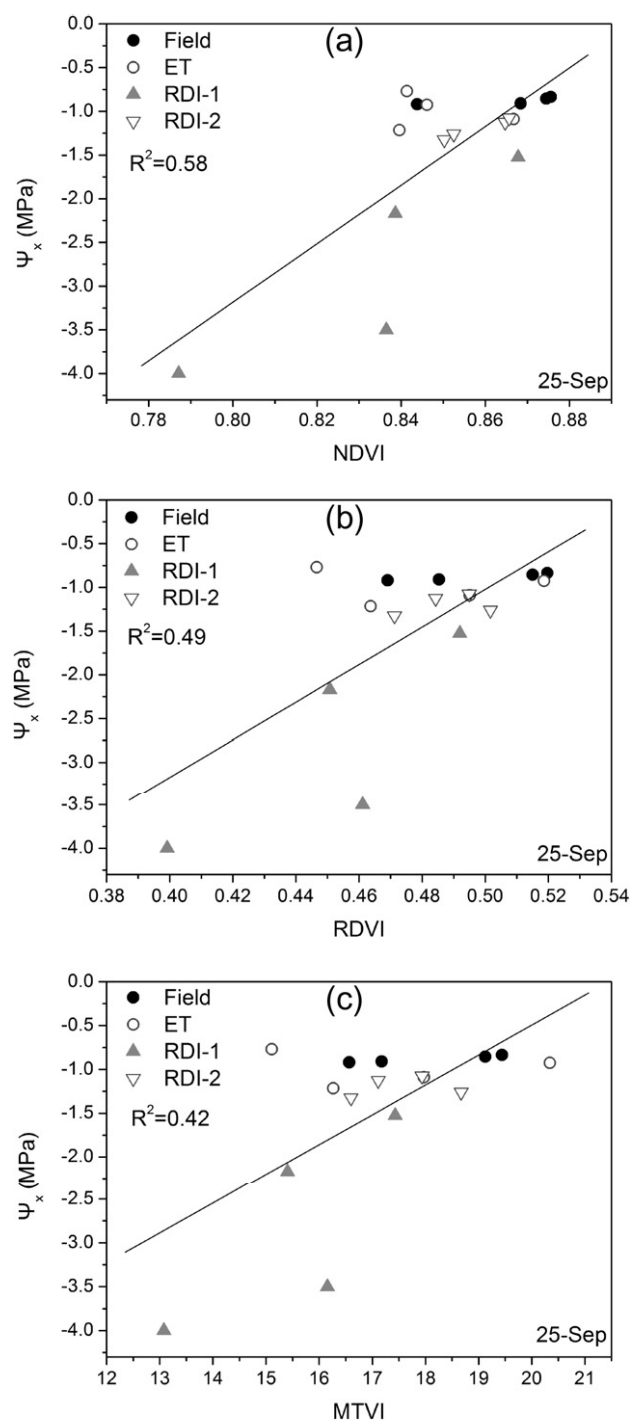 (a)
Field
ET
RDI-1
RDI-2
R²=0.58
0.0
-0.5
-1.0
-1.5
-2.0
-2.5
-3.0
-3.5
-4.0
Ψx (MPa)
25-Sep
0.78 0.80 0.82 0.84 0.86 0.88
NDVI
(b)
Field
ET
RDI-1
RDI-2
R²=0.49
0.0
-0.5
-1.0
-1.5
-2.0
-2.5
-3.0
-3.5
-4.0
Ψx (MPa)
25-Sep
0.38 0.40 0.42 0.44 0.46 0.48 0.50 0.52 0.54
RDVI
(c)
Field
ET
RDI-1
RDI-2
R²=0.42
0.0
-0.5
-1.0
-1.5
-2.0
-2.5
-3.0
-3.5
-4.0
Ψx (MPa)
25-Sep
12 13 14 15 16 17 18 19 20 21
MTVI